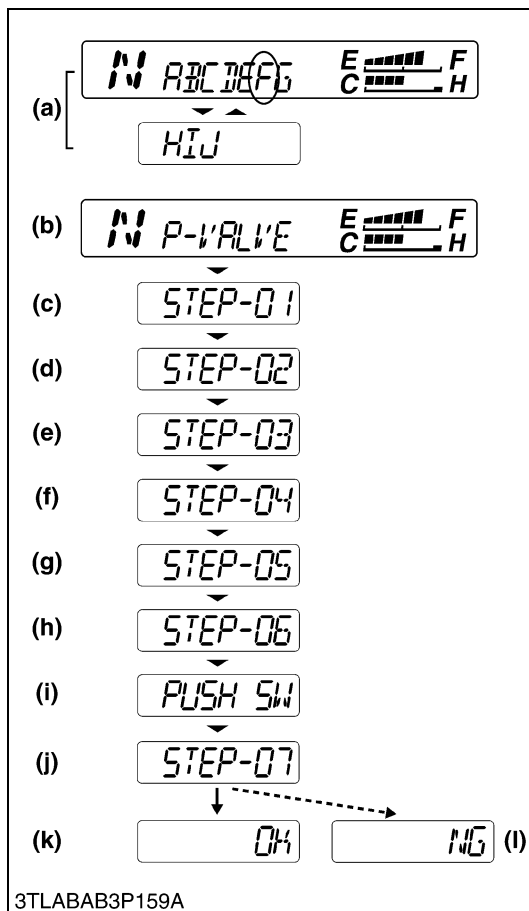 N ABCDEFG E F
C H
(a)
HIJ
(b) N P-VALVE E F
C H
(c) STEP-01
(d) STEP-02
(e) STEP-03
(f) STEP-04
(g) STEP-05
(h) STEP-06
(i) PUSH SW
(j) STEP-07
(k) OK NG (l)
3TLABAB3P159A